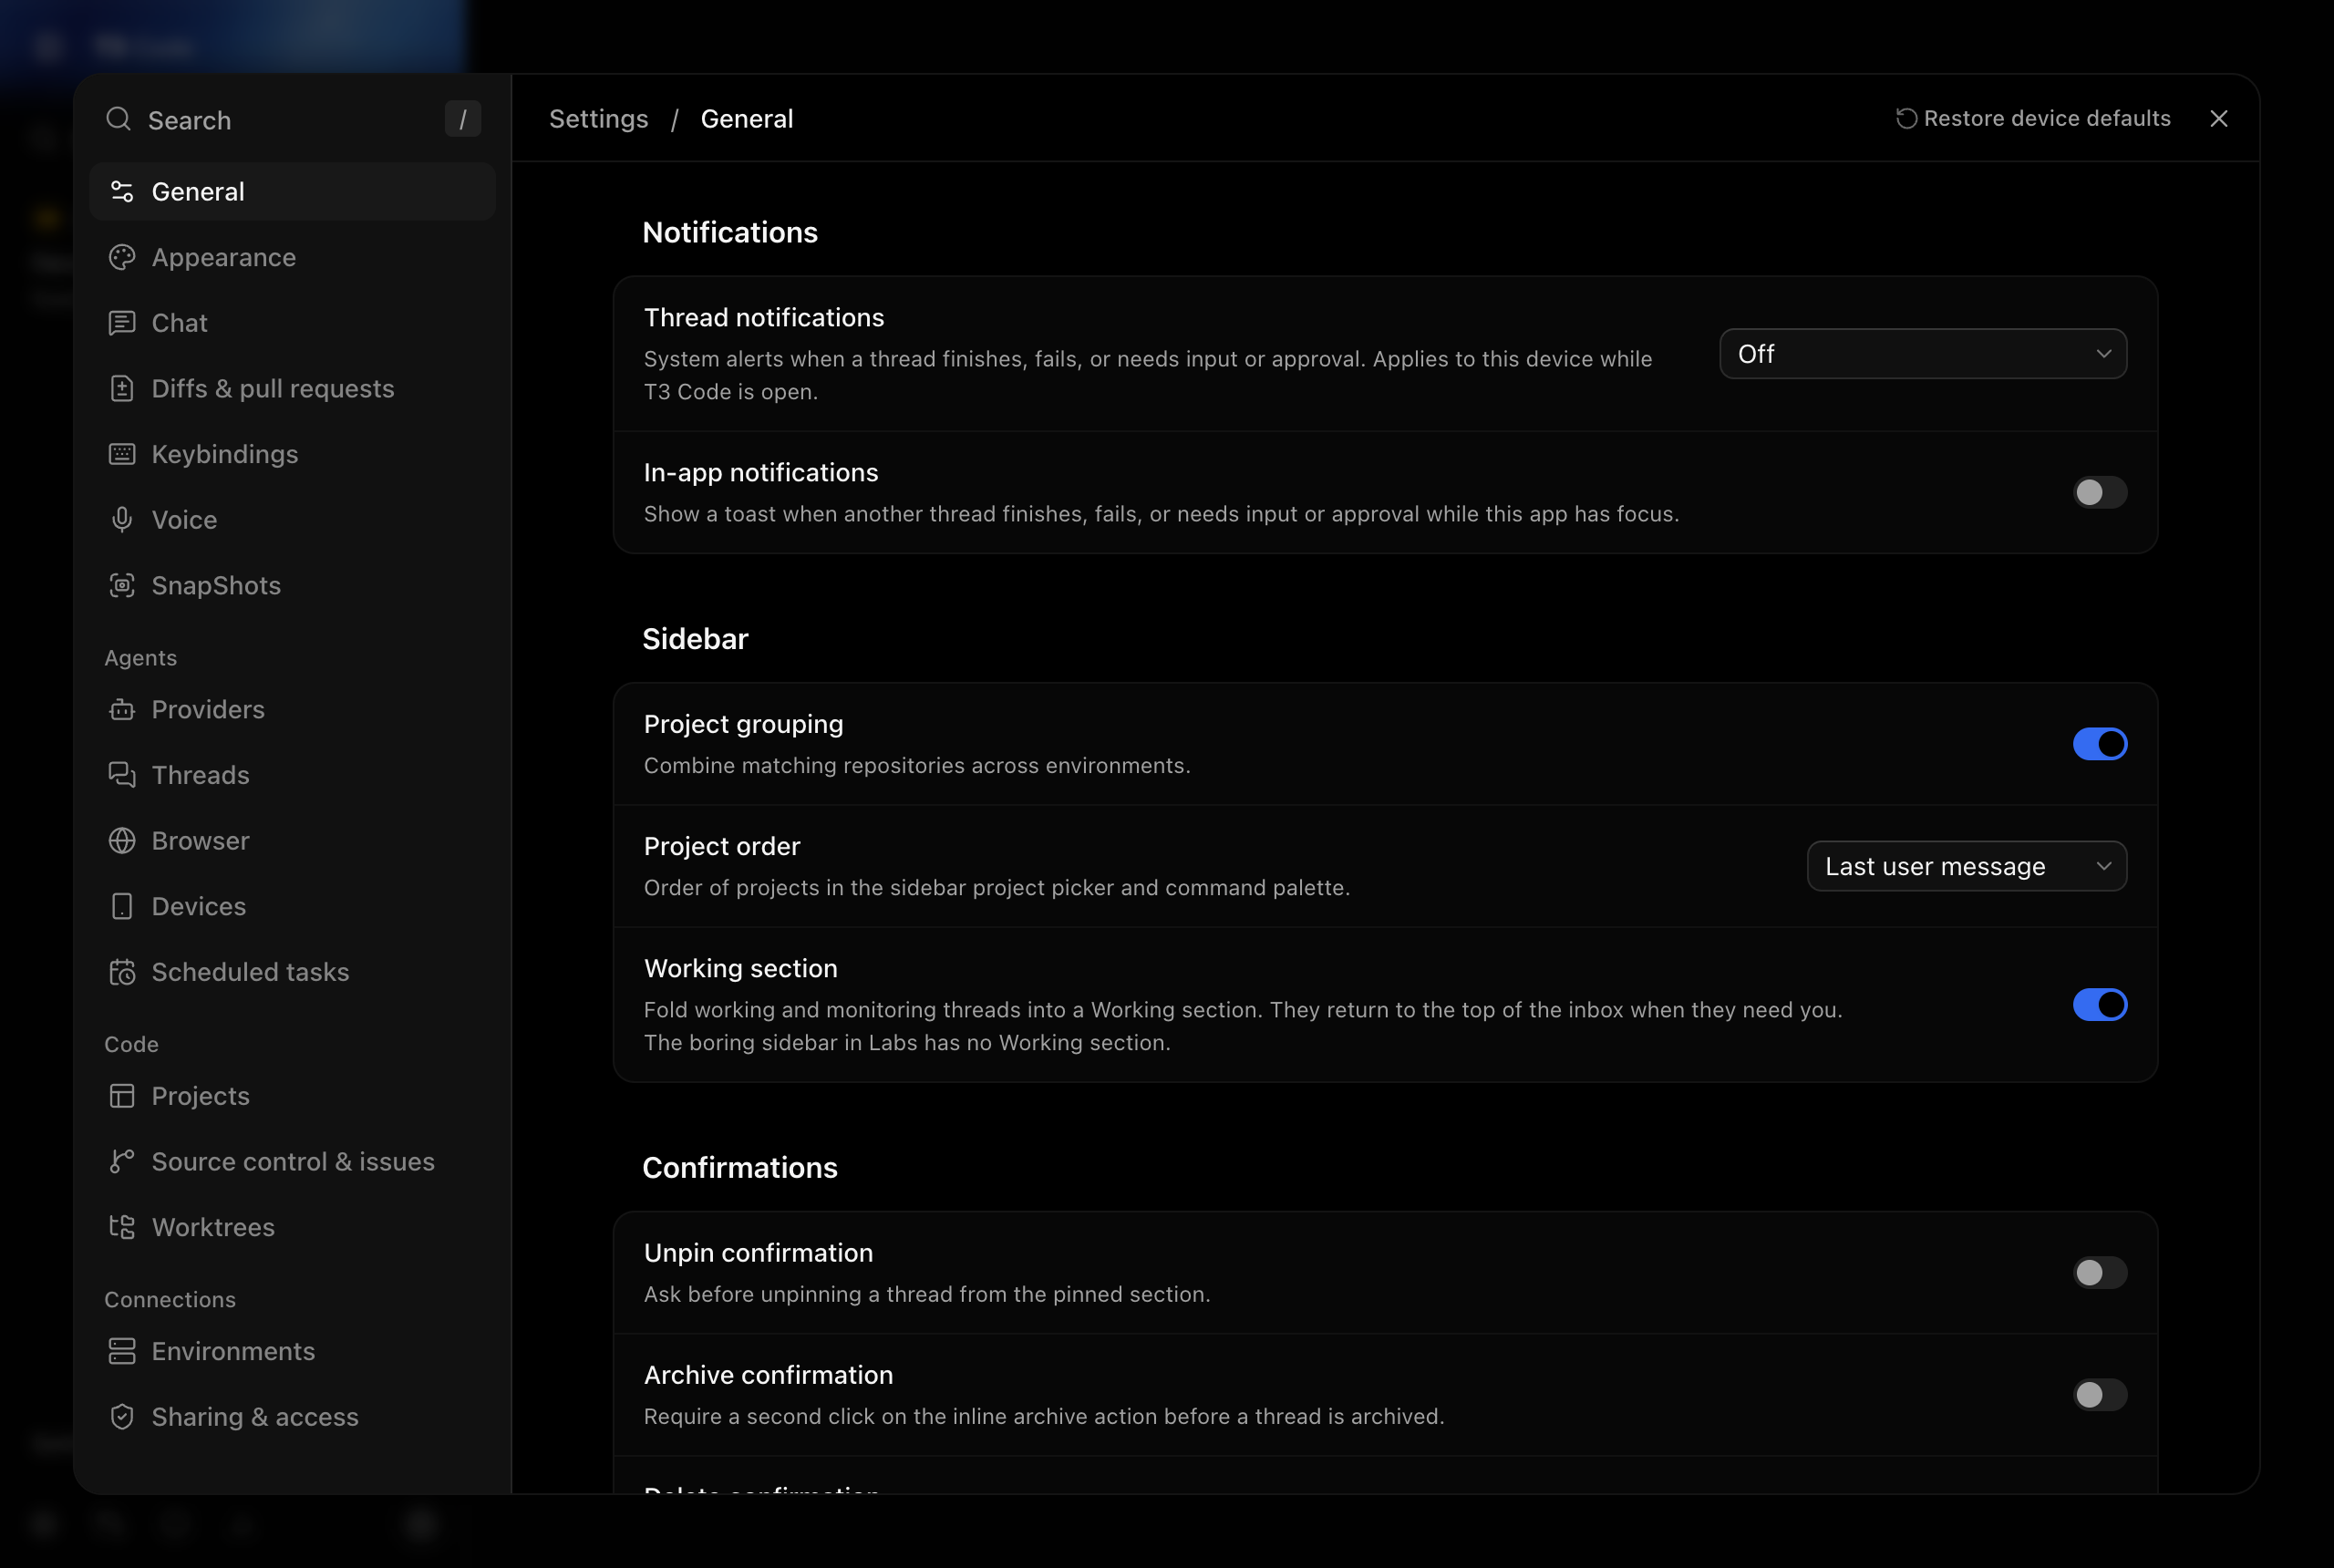 Search
/
General
Appearance
Chat
Diffs & pull requests
Keybindings
Voice
SnapShots
Agents
Providers
Threads
Browser
Devices
Scheduled tasks
Code
Projects
Source control & issues
Worktrees
Connections
Environments
Sharing & access
Settings / General
Restore device defaults
Notifications
Thread notifications
System alerts when a thread finishes, fails, or needs input or approval. Applies to this device while
T3 Code is open.
Off
In-app notifications
Show a toast when another thread finishes, fails, or needs input or approval while this app has focus.
Sidebar
Project grouping
Combine matching repositories across environments.
Project order
Order of projects in the sidebar project picker and command palette.
Last user message
Working section
Fold working and monitoring threads into a Working section. They return to the top of the inbox when they need you.
The boring sidebar in Labs has no Working section.
Confirmations
Unpin confirmation
Ask before unpinning a thread from the pinned section.
Archive confirmation
Require a second click on the inline archive action before a thread is archived.
Delete confirmation